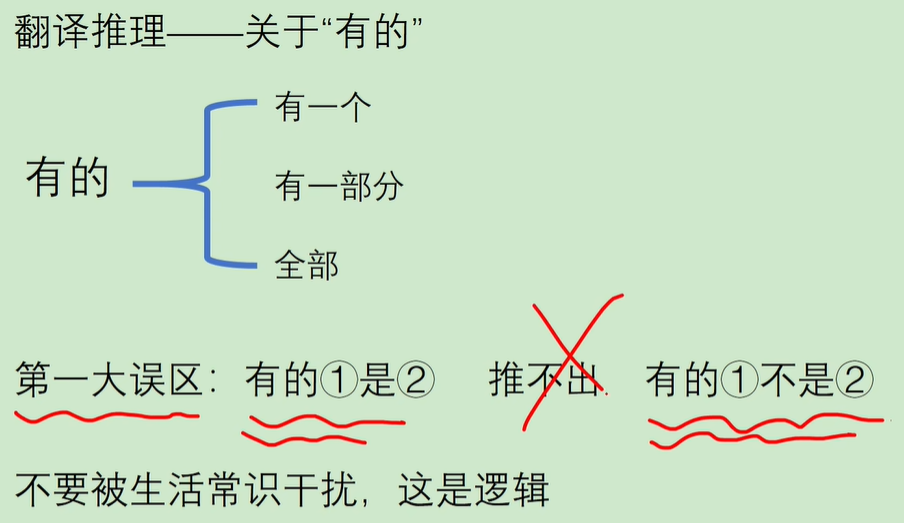 翻译推理——关于“有的”
有一个
有的
有一部分
全部
第一大误区：有的①是② 推不出 有的①不是②
不要被生活常识干扰，这是逻辑